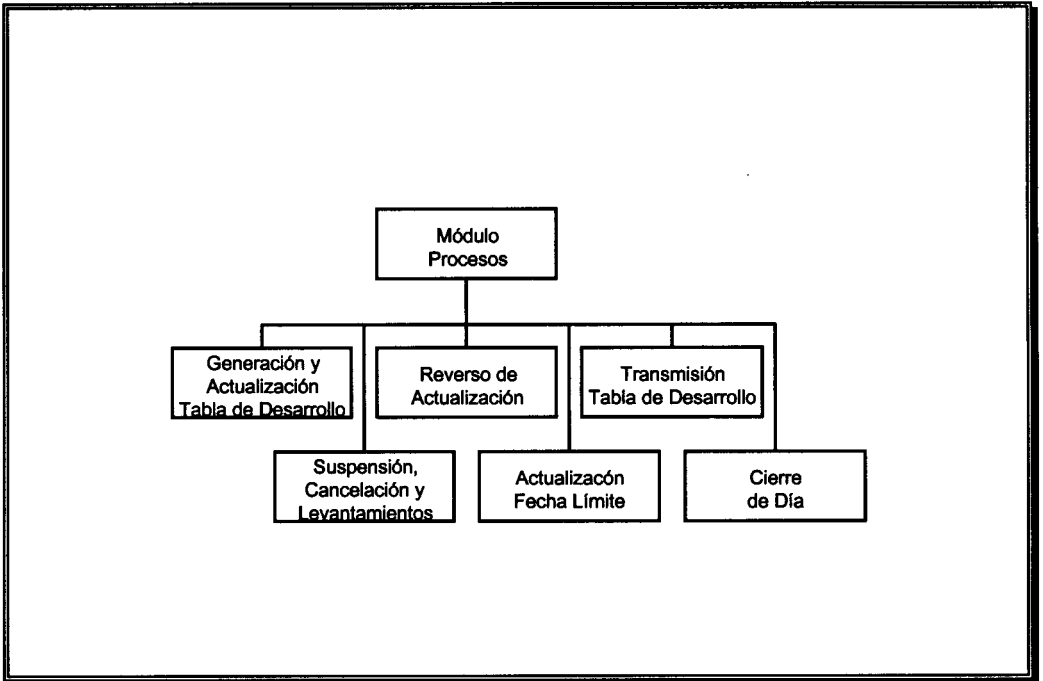 Módulo
Procesos
Generación y
Actualización
Tabla de Desarrollo
Reverso de
Actualización
Transmisión
Tabla de Desarrollo
Suspensión,
Cancelación y
Levantamientos
Actualizacón
Fecha Límite
Cierre
de Día